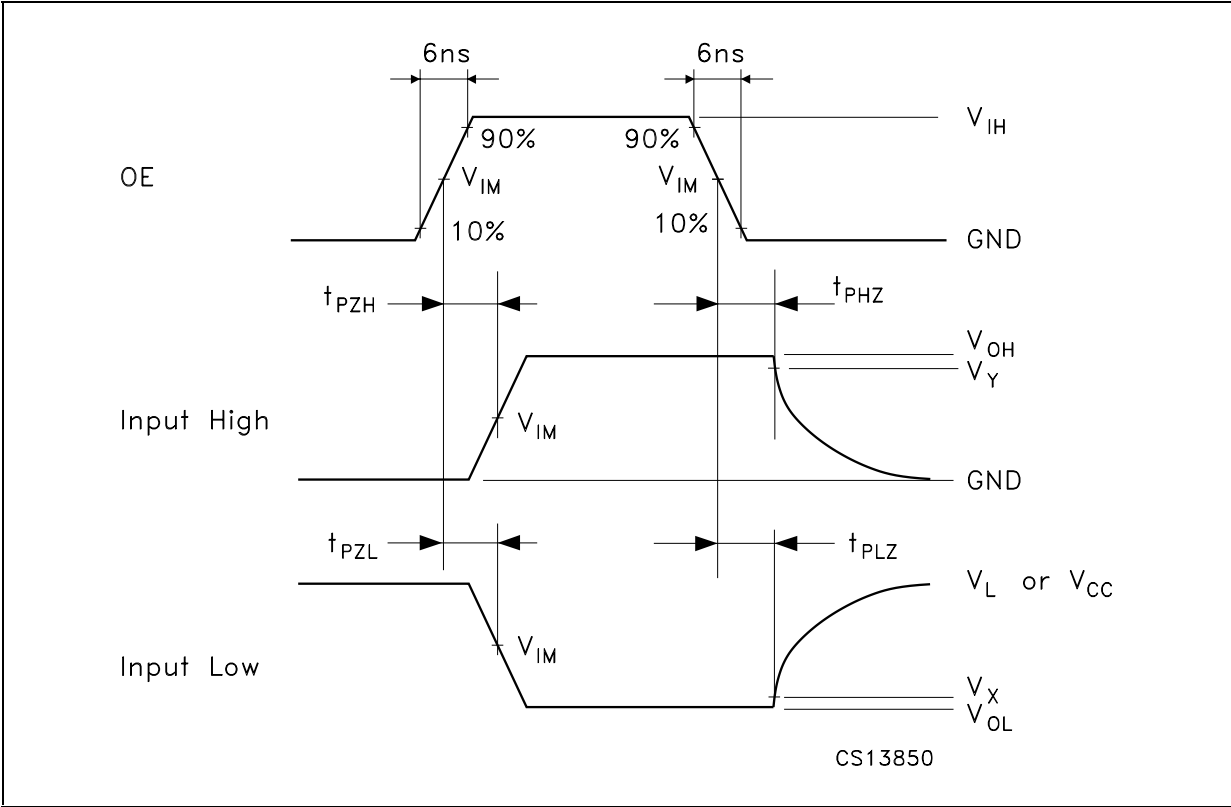 6ns 6ns
V_IH
90% 90%
OE V_IM V_IM
10% 10%
GND
t_PZH t_PHZ
V_OH
V_Y
Input High V_IM
GND
t_PZL t_PLZ
V_L or V_CC
V_IM
Input Low
V_X
V_OL
CS13850